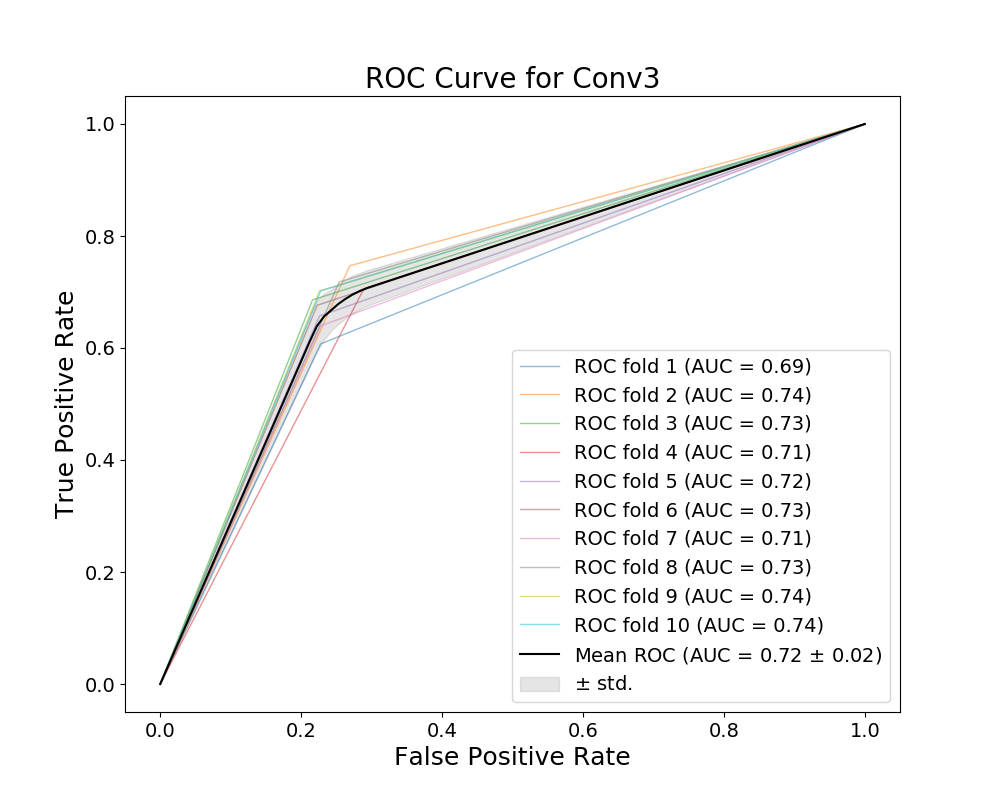 ROC Curve for Conv3
True Positive Rate
1.0
0.8
0.6
0.4
0.2
0.0
ROC fold 1 (AUC = 0.69)
ROC fold 2 (AUC = 0.74)
ROC fold 3 (AUC = 0.73)
ROC fold 4 (AUC = 0.71)
ROC fold 5 (AUC = 0.72)
ROC fold 6 (AUC = 0.73)
ROC fold 7 (AUC = 0.71)
ROC fold 8 (AUC = 0.73)
ROC fold 9 (AUC = 0.74)
ROC fold 10 (AUC = 0.74)
Mean ROC (AUC = 0.72 ± 0.02)
± std.
0.0 0.2 0.4 0.6 0.8 1.0
False Positive Rate